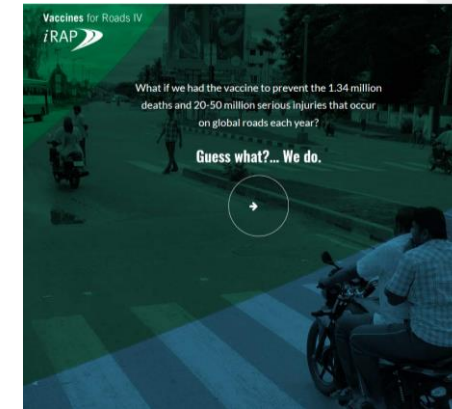 Vaccines for Roads IV
iRAP
What if we had the vaccine to prevent the 1.34 million
deaths and 20-50 million serious injuries that occur
on global roads each year?
Guess what?... We do.